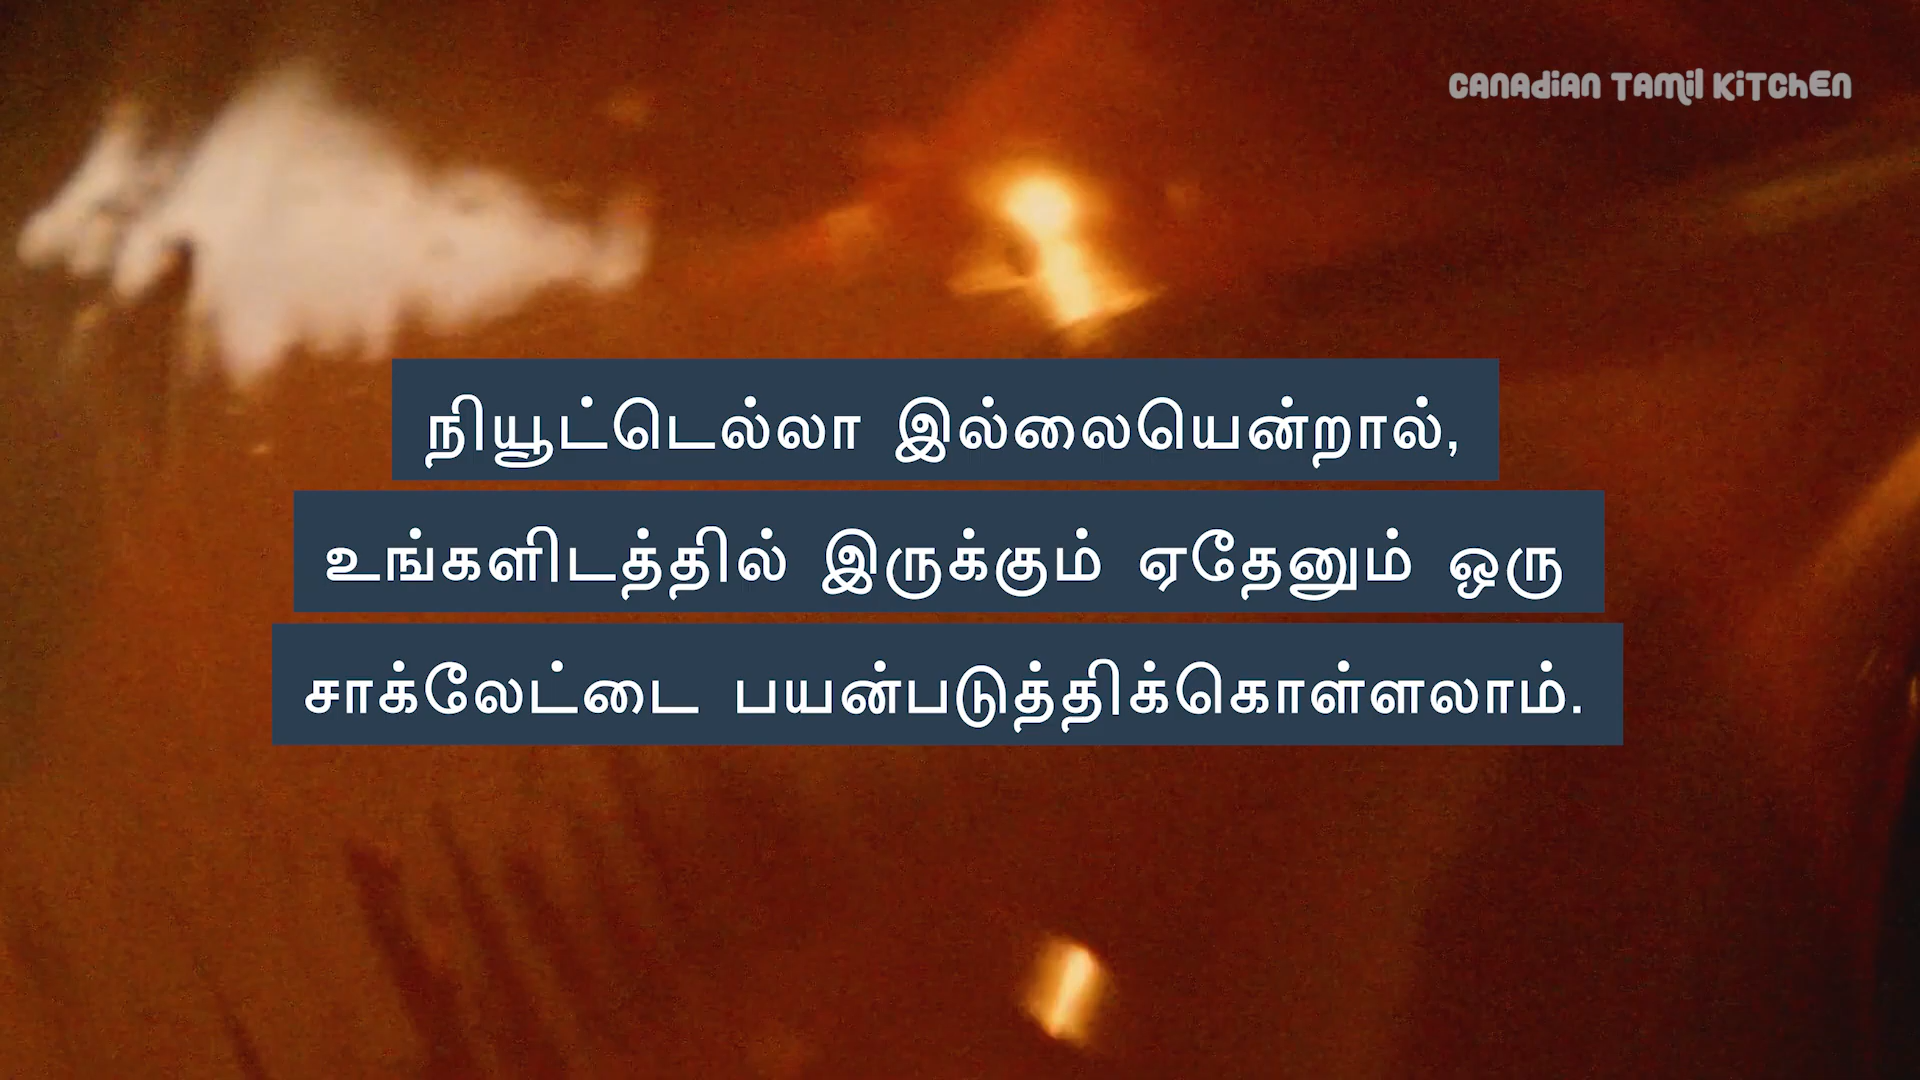 Canadian Tamil Kitchen
நியூட்டெல்லா இல்லையென்றால்,
உங்களிடத்தில் இருக்கும் ஏதேனும் ஒரு
சாக்லேட்டை பயன்படுத்திக்கொள்ளலாம்.